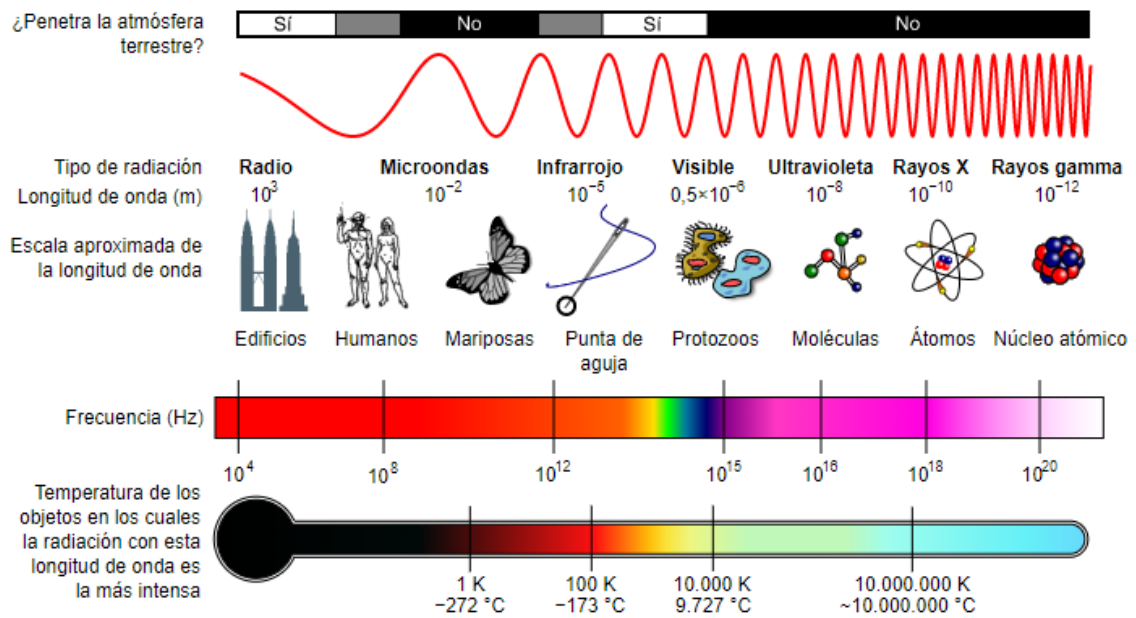 ¿Penetra la atmósfera
terrestre?
Sí No Sí No
Tipo de radiación Radio Microondas Infrarrojo Visible Ultravioleta Rayos X Rayos gamma
Longitud de onda (m) 10³ 10⁻² 10⁻⁵ 0,5×10⁻⁶ 10⁻⁸ 10⁻¹⁰ 10⁻¹²
Escala aproximada de
la longitud de onda
Edificios Humanos Mariposas Punta de Protozoos Moléculas Átomos Núcleo atómico
aguja
Frecuencia (Hz)
10⁴ 10⁸ 10¹² 10¹⁵ 10¹⁶ 10¹⁸ 10²⁰
Temperatura de los
objetos en los cuales
la radiación con esta
longitud de onda es
la más intensa
1 K 100 K 10.000 K 10.000.000 K
−272 °C −173 °C 9.727 °C ~10.000.000 °C